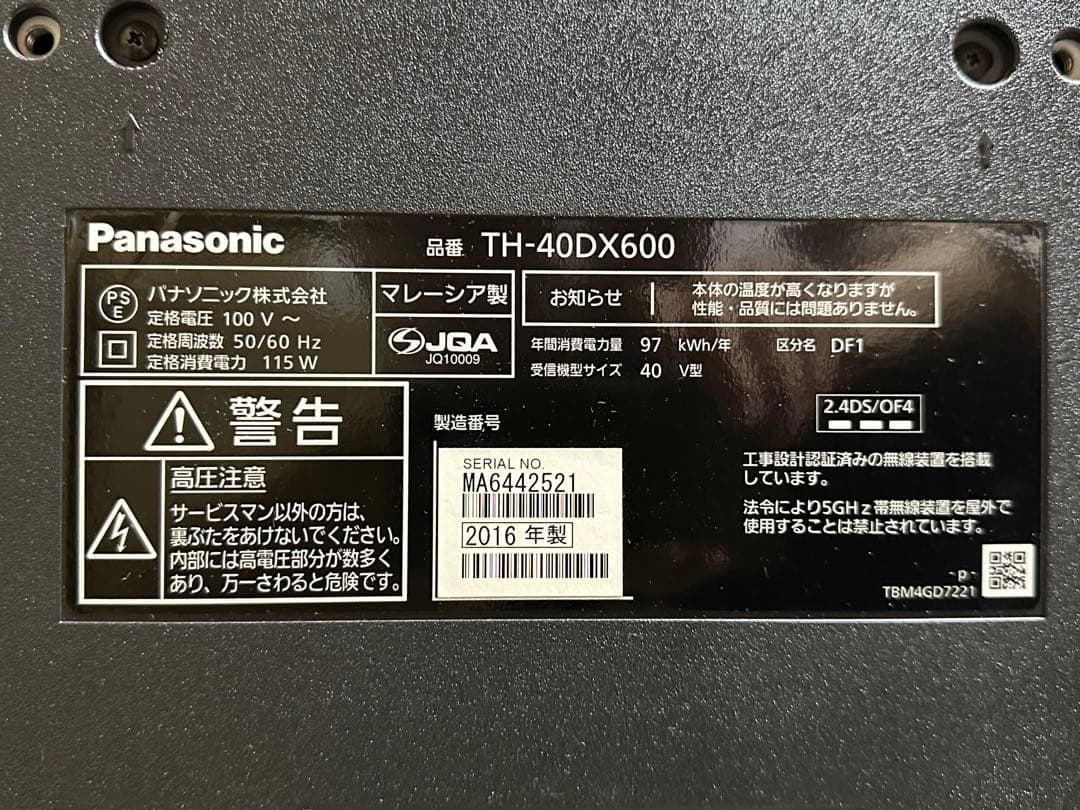 Panasonic
品番 TH-40DX600
PS
E
パナソニック株式会社
定格電圧 100 V ～
定格周波数 50/60 Hz
定格消費電力 115 W
マレーシア製
JQA
JQ10009
お知らせ
本体の温度が高くなりますが
性能・品質には問題ありません。
年間消費電力量 97 kWh/年 区分名 DF1
受信機型サイズ 40 V型
警告
高圧注意
サービスマン以外の方は、
裏ぶたをあけないでください。
内部には高電圧部分が数多く
あり、万一さわると危険です。
製造番号
SERIAL NO.
MA6442521
2016 年製
2.4DS/OF4
工事設計認証済みの無線装置を搭載
しています。
法令により5GHz帯無線装置を屋外で
使用することは禁止されています。
-p-
TBM4GD7221